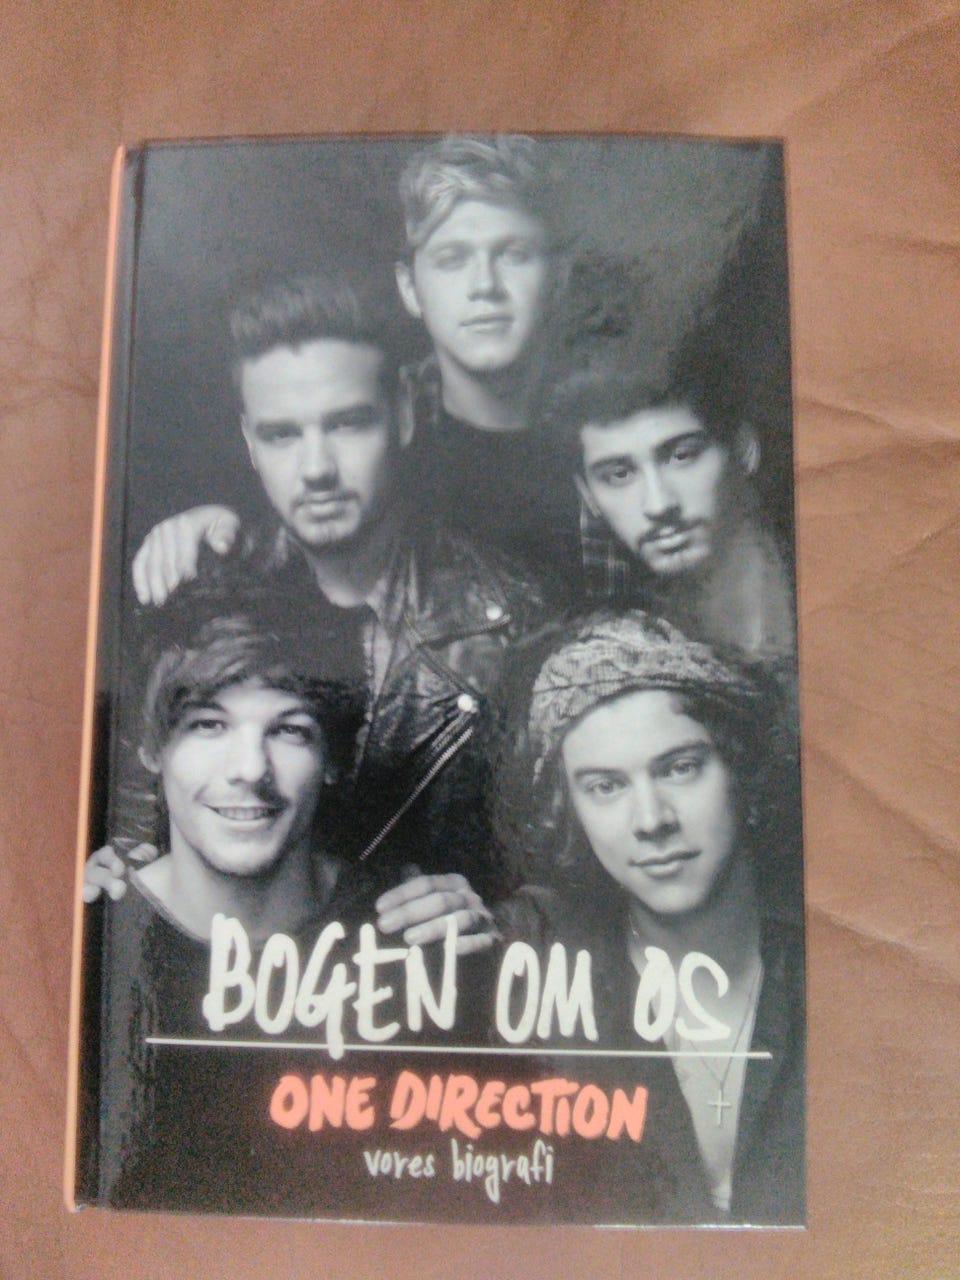 BOGEN OM OS
ONE DIRECTION
vores biografi